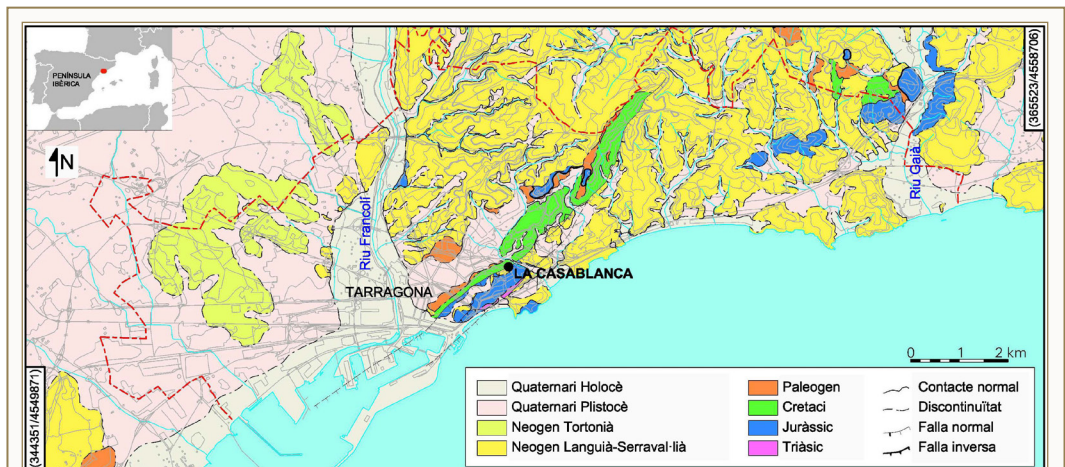 PENÍNSULA
IBÈRICA
(365523/4558706)
N
Riu Francolí
Riu Gaià
LA CASABLANCA
TARRAGONA
0 1 2 km
(344351/4549871)
Quaternari Holocè
Quaternari Plistocè
Neogen Tortonià
Neogen Languià-Serraval·lià
Paleogen
Cretaci
Juràssic
Triàsic
Contacte normal
Discontinuïtat
Falla normal
Falla inversa